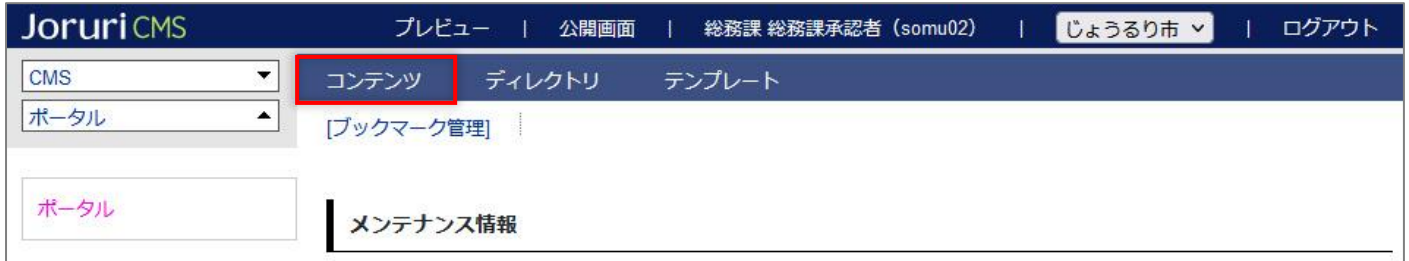 Joruri CMS プレビュー | 公開画面 | 総務課 総務課承認者（somu02） | じょうるり市 | ログアウト
CMS コンテンツ ディレクトリ テンプレート
ポータル [ブックマーク管理]
ポータル
メンテナンス情報